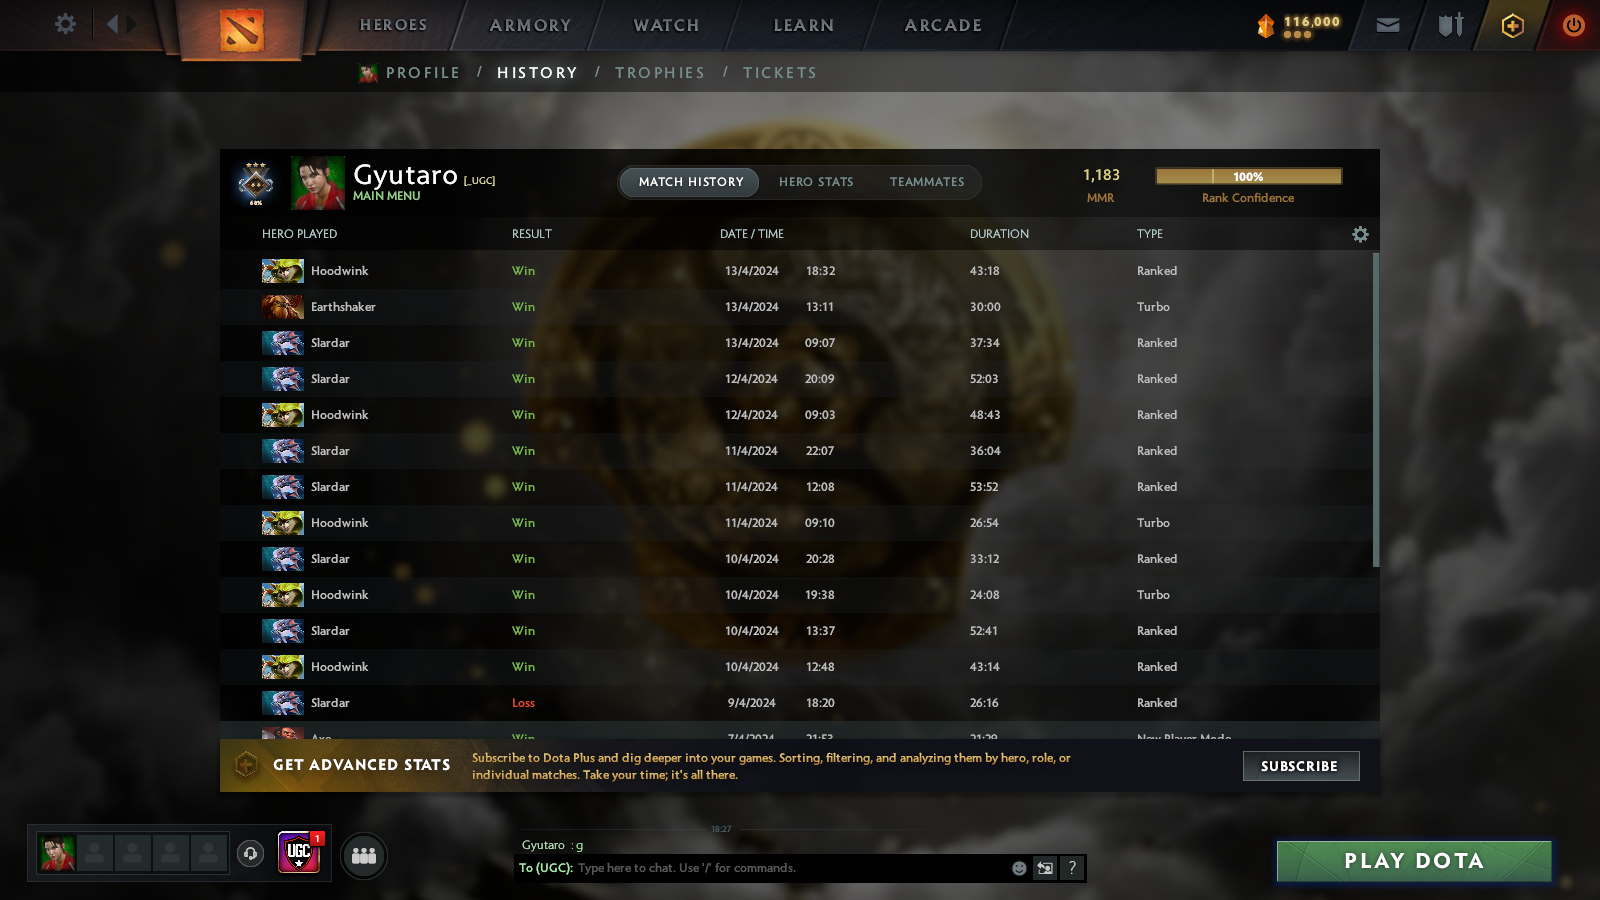 HEROES ARMORY WATCH LEARN ARCADE 116,000
PROFILE / HISTORY / TROPHIES / TICKETS
68%
Gyutaro [_UGC]
MAIN MENU
MATCH HISTORY HERO STATS TEAMMATES
1,183
MMR
100%
Rank Confidence
HERO PLAYED RESULT DATE / TIME DURATION TYPE
Hoodwink Win 13/4/2024 18:32 43:18 Ranked
Earthshaker Win 13/4/2024 13:11 30:00 Turbo
Slardar Win 13/4/2024 09:07 37:34 Ranked
Slardar Win 12/4/2024 20:09 52:03 Ranked
Hoodwink Win 12/4/2024 09:03 48:43 Ranked
Slardar Win 11/4/2024 22:07 36:04 Ranked
Slardar Win 11/4/2024 12:08 53:52 Ranked
Hoodwink Win 11/4/2024 09:10 26:54 Turbo
Slardar Win 10/4/2024 20:28 33:12 Ranked
Hoodwink Win 10/4/2024 19:38 24:08 Turbo
Slardar Win 10/4/2024 13:37 52:41 Ranked
Hoodwink Win 10/4/2024 12:48 43:14 Ranked
Slardar Loss 9/4/2024 18:20 26:16 Ranked
Axe Win 7/4/2024 21:53 21:29 New Player Mode
GET ADVANCED STATS
Subscribe to Dota Plus and dig deeper into your games. Sorting, filtering, and analyzing them by hero, role, or
individual matches. Take your time; it's all there.
SUBSCRIBE
UGC 1
18:27
Gyutaro : g
To (UGC): Type here to chat. Use '/' for commands.
?
PLAY DOTA